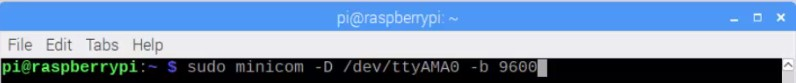 pi@raspberrypi: ~
File Edit Tabs Help
pi@raspberrypi:~ $ sudo minicom -D /dev/ttyAMA0 -b 9600